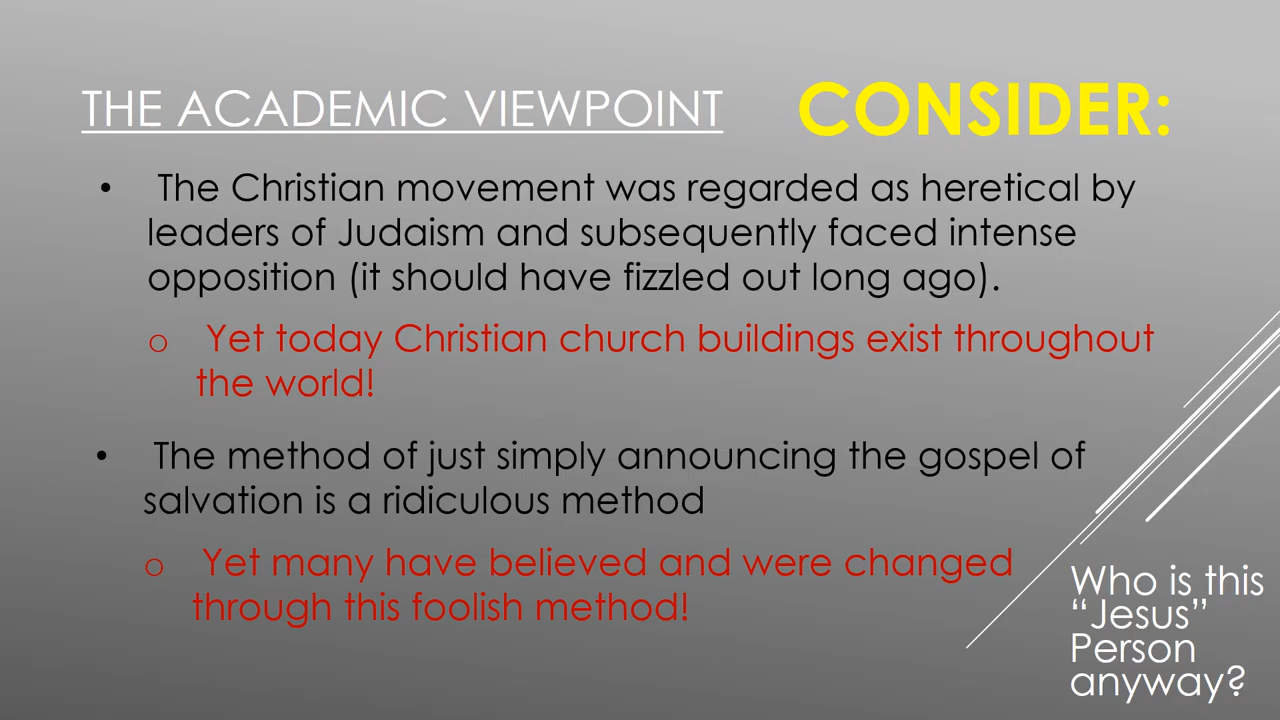 THE ACADEMIC VIEWPOINT
CONSIDER:
• The Christian movement was regarded as heretical by
leaders of Judaism and subsequently faced intense
opposition (it should have fizzled out long ago).
o Yet today Christian church buildings exist throughout
the world!
• The method of just simply announcing the gospel of
salvation is a ridiculous method
o Yet many have believed and were changed
through this foolish method!
Who is this
“Jesus”
Person
anyway?